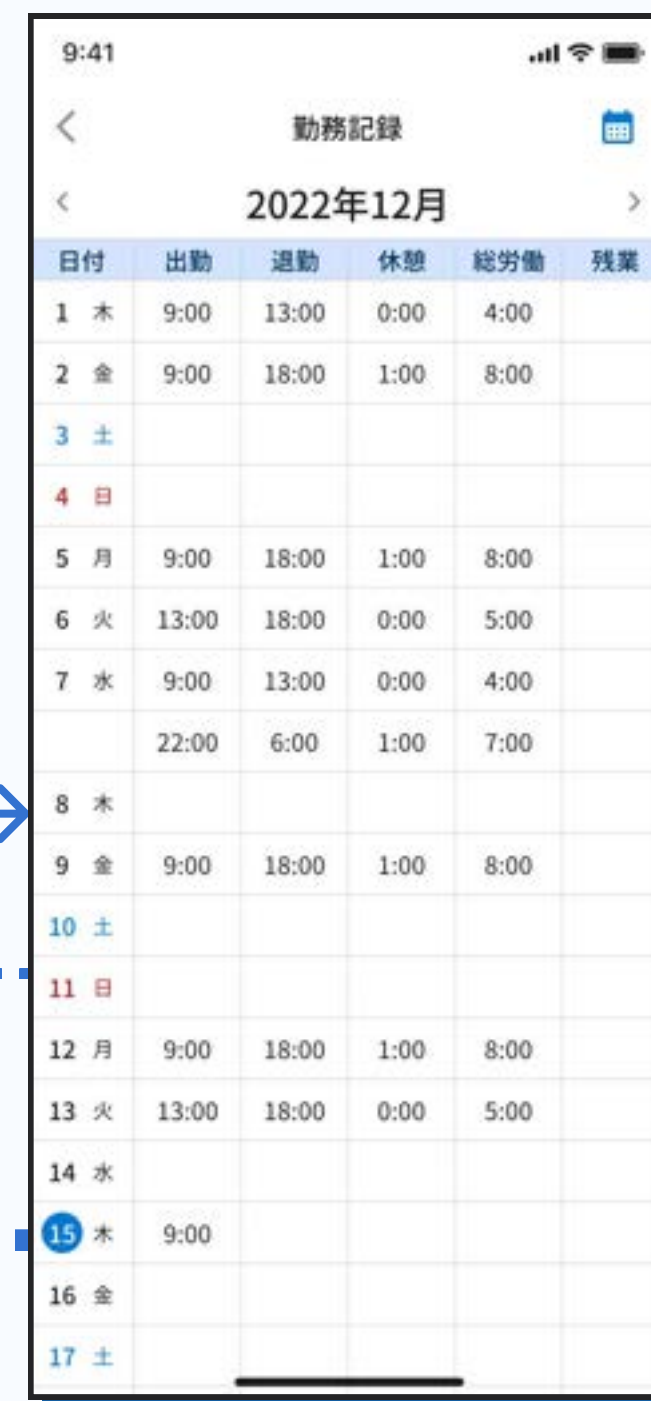 9:41
勤務記録
2022年12月
日付 出勤 退勤 休憩 総労働 残業
1 木 9:00 13:00 0:00 4:00
2 金 9:00 18:00 1:00 8:00
3 土
4 日
5 月 9:00 18:00 1:00 8:00
6 火 13:00 18:00 0:00 5:00
7 水 9:00 13:00 0:00 4:00
22:00 6:00 1:00 7:00
8 木
9 金 9:00 18:00 1:00 8:00
10 土
11 日
12 月 9:00 18:00 1:00 8:00
13 火 13:00 18:00 0:00 5:00
14 水
15 木 9:00
16 金
17 土